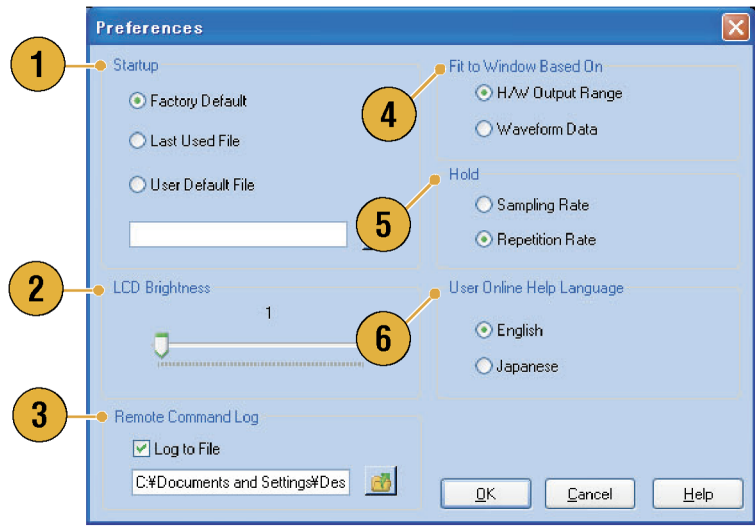 Preferences
1
Startup
Factory Default
Last Used File
User Default File
2
LCD Brightness
1
3
Remote Command Log
Log to File
C:¥Documents and Settings¥Des
4
Fit to Window Based On
H/W Output Range
Waveform Data
5
Hold
Sampling Rate
Repetition Rate
6
User Online Help Language
English
Japanese
OK
Cancel
Help